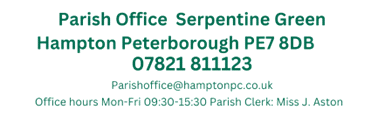 Parish Office Serpentine Green
Hampton Peterborough PE7 8DB
07821 811123
Parishoffice@hamptonpc.co.uk
Office hours Mon-Fri 09:30-15:30 Parish Clerk: Miss J. Aston